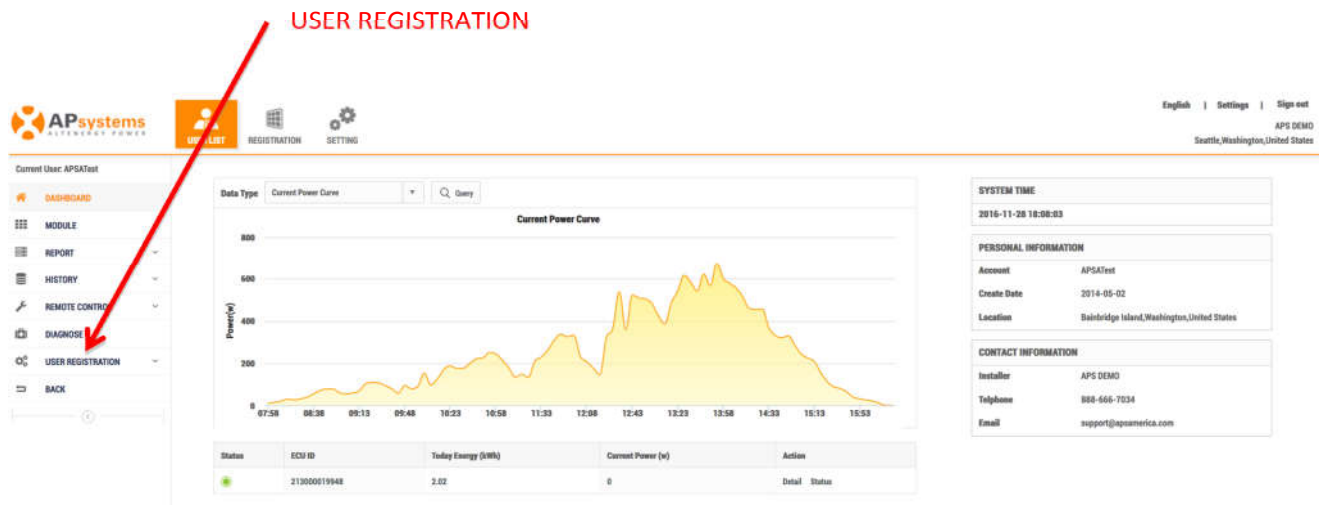 USER REGISTRATION
APsystems
ALTENERGY POWER
USER LIST
REGISTRATION
SETTING
English | Settings | Sign out
APS DEMO
Seattle,Washington,United States
Current User: APSATest
DASHBOARD
MODULE
REPORT
HISTORY
REMOTE CONTROL
DIAGNOSE
USER REGISTRATION
BACK
Data Type Current Power Curve Query
Current Power Curve
Power(w)
800
600
400
200
0
07:58 08:38 09:13 09:48 10:23 10:58 11:33 12:08 12:43 13:23 13:58 14:33 15:13 15:53
Status ECU ID Today Energy (kWh) Current Power (w) Action
213000019948 2.02 0 Detail Status
SYSTEM TIME
2016-11-28 18:08:03
PERSONAL INFORMATION
Account APSATest
Create Date 2014-05-02
Location Bainbridge Island,Washington,United States
CONTACT INFORMATION
Installer APS DEMO
Telphone 888-666-7034
Email support@apsamerica.com